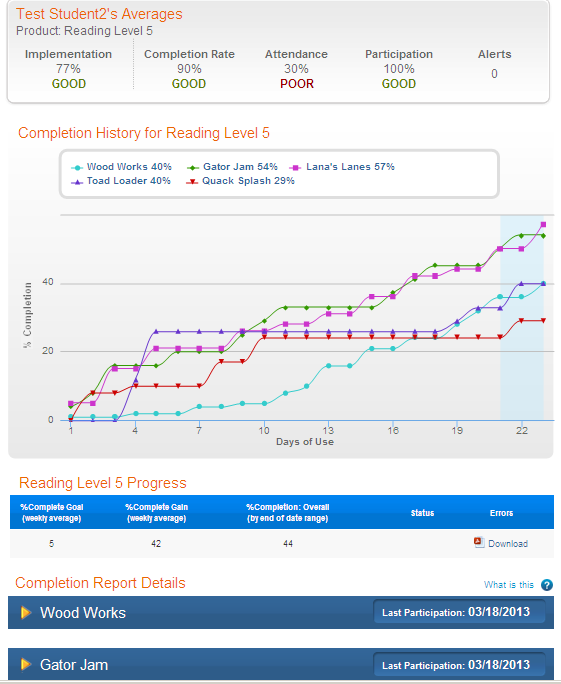 Test Student2's Averages
Product: Reading Level 5
Implementation Completion Rate Attendance Participation Alerts
77% 90% 30% 100% 0
GOOD GOOD POOR GOOD
Completion History for Reading Level 5
Wood Works 40% Gator Jam 54% Lana's Lanes 57%
Toad Loader 40% Quack Splash 29%
% Completion
40
20
0
1 4 7 10 13 16 19 22
Days of Use
Reading Level 5 Progress
%Complete Goal %Complete Gain %Completion: Overall Status Errors
(weekly average) (weekly average) (by end of date range)
5 42 44 Download
Completion Report Details What is this ?
Wood Works Last Participation: 03/18/2013
Gator Jam Last Participation: 03/18/2013